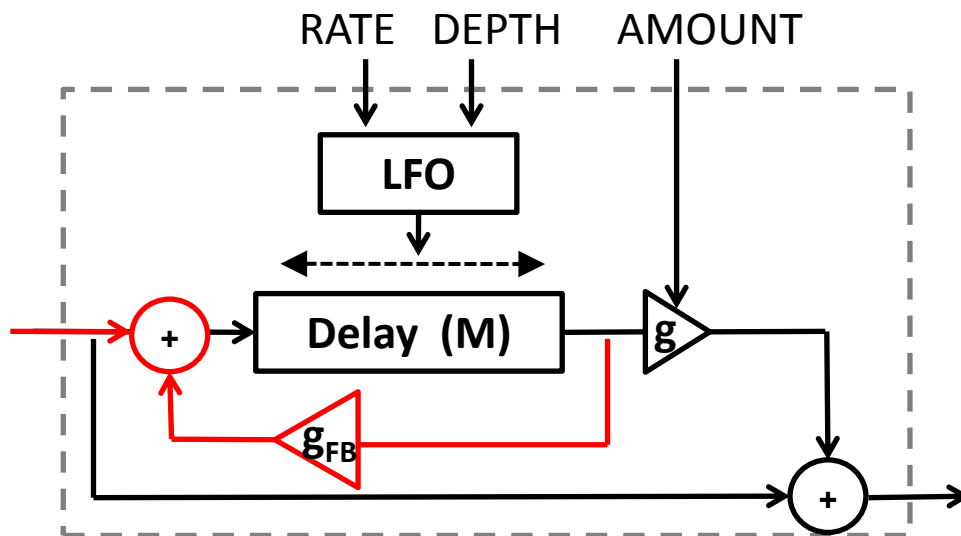 RATE DEPTH AMOUNT
LFO
+ Delay (M) g
gFB
+